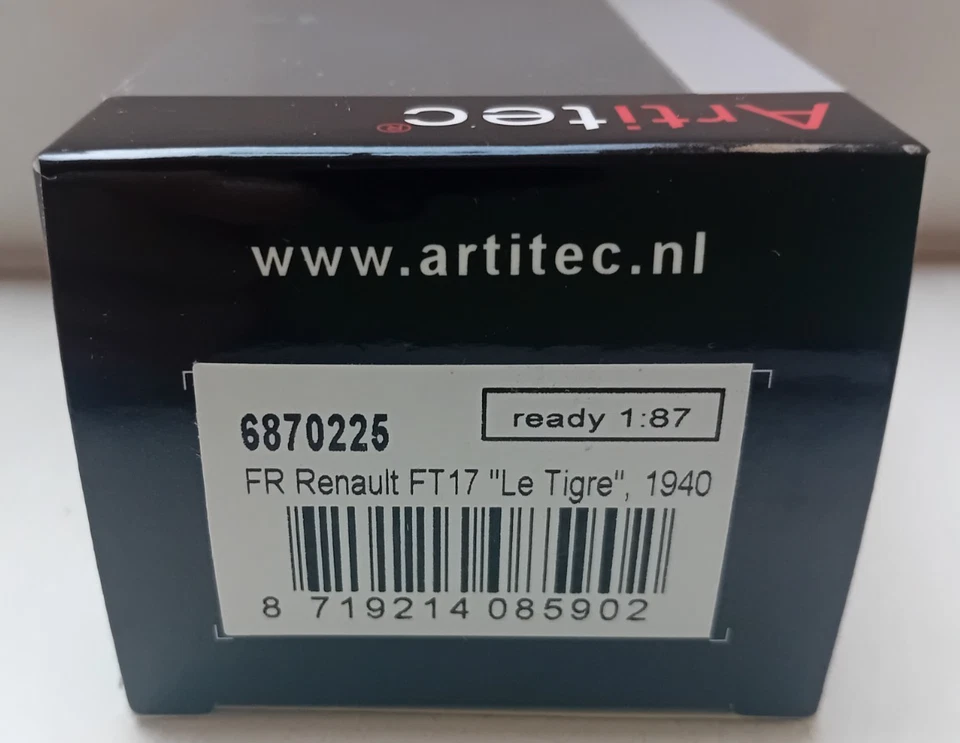 Artitec®
www.artitec.nl
6870225
ready 1:87
FR Renault FT17 "Le Tigre", 1940
8 719214 085902